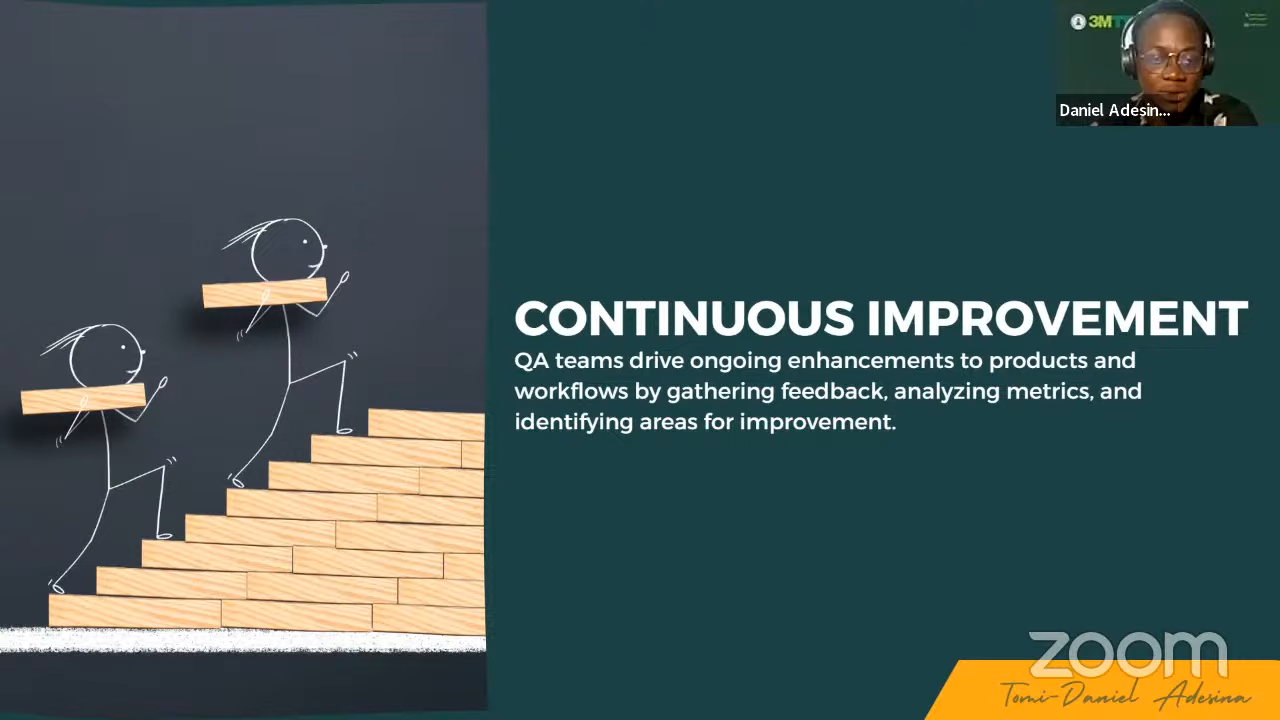 3MTT
Daniel Adesin...
CONTINUOUS IMPROVEMENT
QA teams drive ongoing enhancements to products and
workflows by gathering feedback, analyzing metrics, and
identifying areas for improvement.
zoom
Tomi-Daniel Adesina